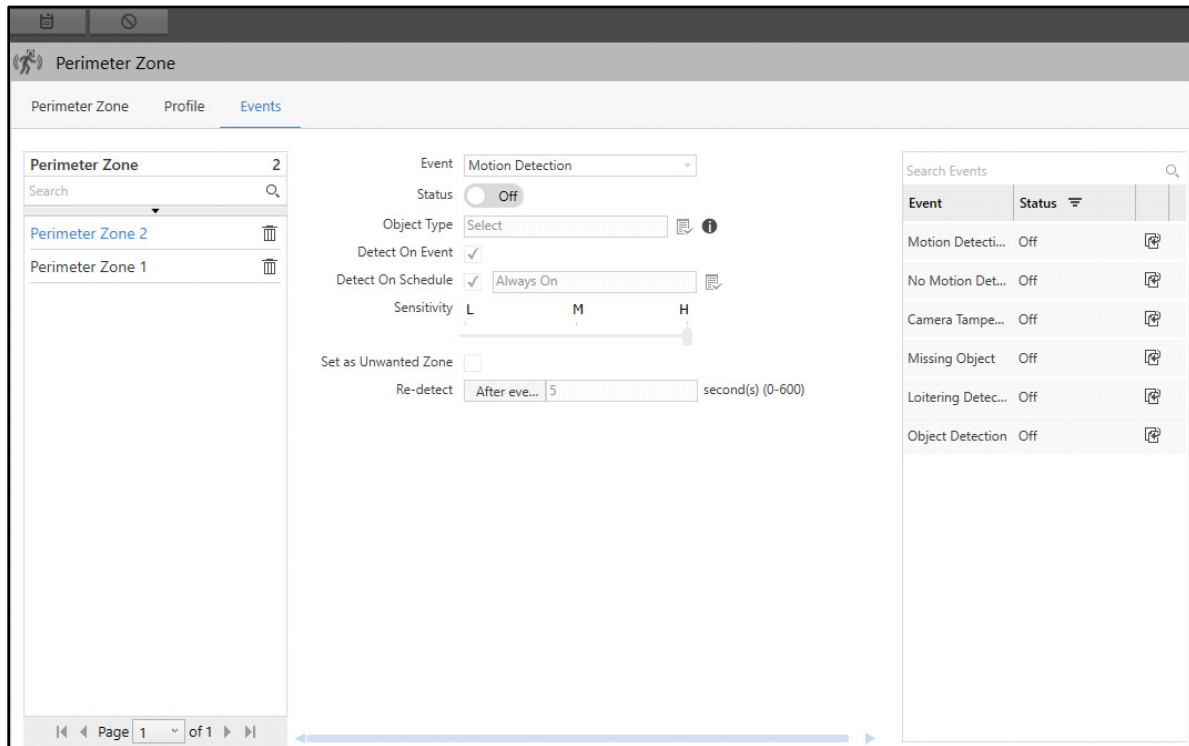 Perimeter Zone
Perimeter Zone Profile Events
Perimeter Zone 2
Search
Perimeter Zone 2
Perimeter Zone 1
Page 1 of 1
Event Motion Detection
Status Off
Object Type Select
Detect On Event
Detect On Schedule Always On
Sensitivity L M H
Set as Unwanted Zone
Re-detect After eve... 5 second(s) (0-600)
Search Events
Event Status
Motion Detecti... Off
No Motion Det... Off
Camera Tampe... Off
Missing Object Off
Loitering Detec... Off
Object Detection Off